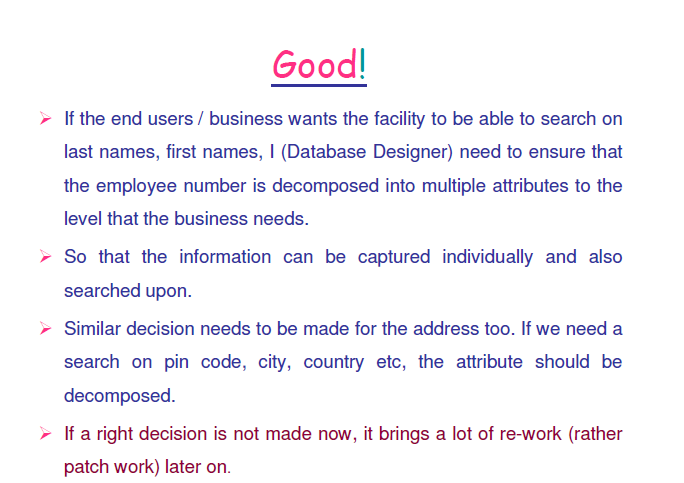 Good!
If the end users / business wants the facility to be able to search on
last names, first names, I (Database Designer) need to ensure that
the employee number is decomposed into multiple attributes to the
level that the business needs.
So that the information can be captured individually and also
searched upon.
Similar decision needs to be made for the address too. If we need a
search on pin code, city, country etc, the attribute should be
decomposed.
If a right decision is not made now, it brings a lot of re-work (rather
patch work) later on.